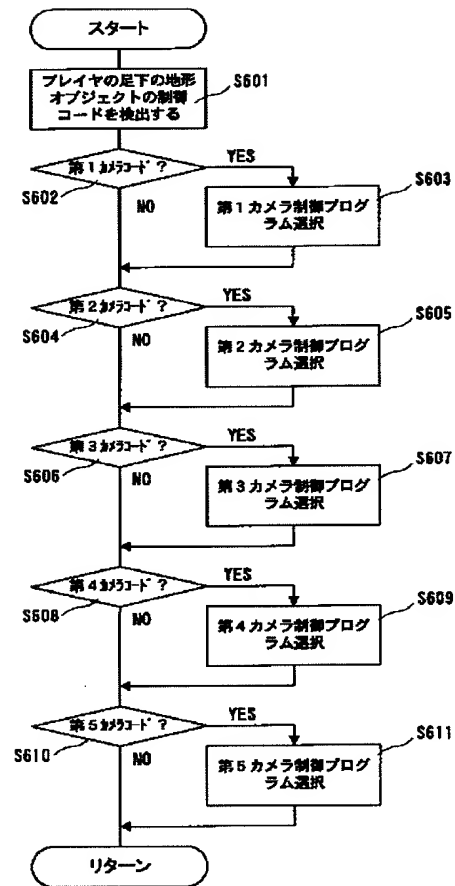 スタート
プレイヤの足下の地形
オブジェクトの制御
コードを検出する
S601
第1カメラコード?
YES
S602
NO
第1カメラ制御プログ
ラム選択
S603
第2カメラコード?
YES
S604
NO
第2カメラ制御プログ
ラム選択
S605
第3カメラコード?
YES
S606
NO
第3カメラ制御プログ
ラム選択
S607
第4カメラコード?
YES
S608
NO
第4カメラ制御プログ
ラム選択
S609
第5カメラコード?
YES
S610
NO
第5カメラ制御プログ
ラム選択
S611
リターン